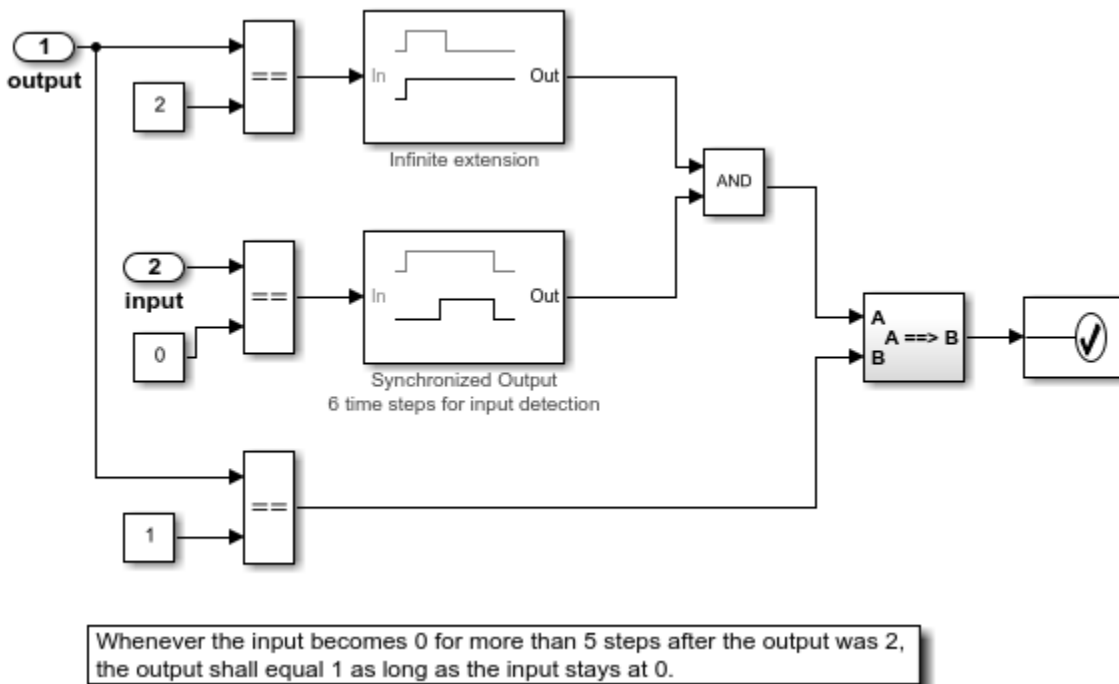 1
output
2
==
In
Out
Infinite extension
AND
2
input
0
==
In
Out
Synchronized Output
6 time steps for input detection
A
A ==> B
B
1
==
Whenever the input becomes 0 for more than 5 steps after the output was 2,
the output shall equal 1 as long as the input stays at 0.